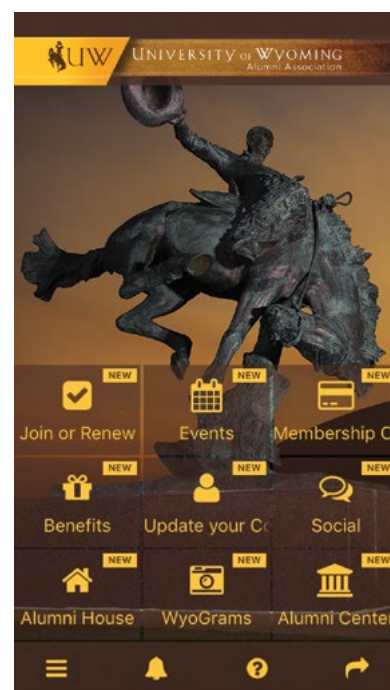 UW
UNIVERSITY OF WYOMING
Alumni Association
NEW NEW NEW
Join or Renew Events Membership C
NEW NEW NEW
Benefits Update your Co Social
NEW NEW NEW
Alumni House WyoGrams Alumni Center